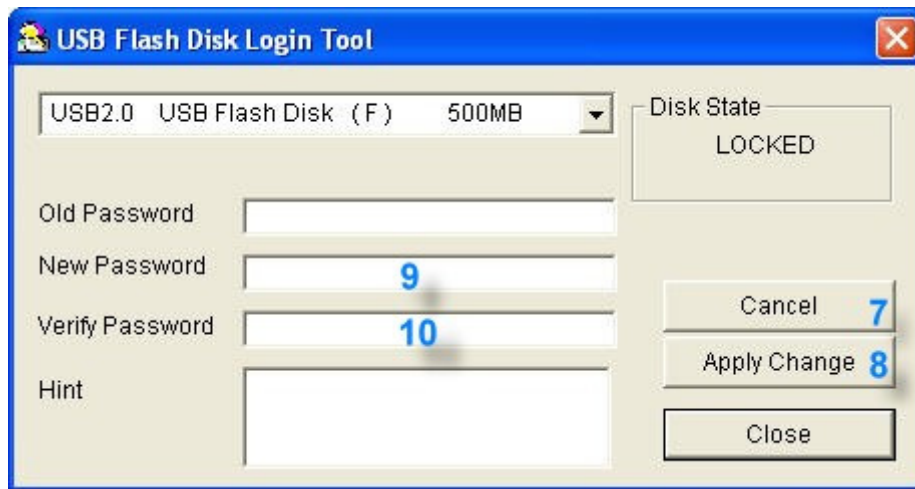 USB Flash Disk Login Tool
USB2.0 USB Flash Disk (F) 500MB
Disk State
LOCKED
Old Password
New Password 9
Verify Password 10
Hint
Cancel 7
Apply Change 8
Close